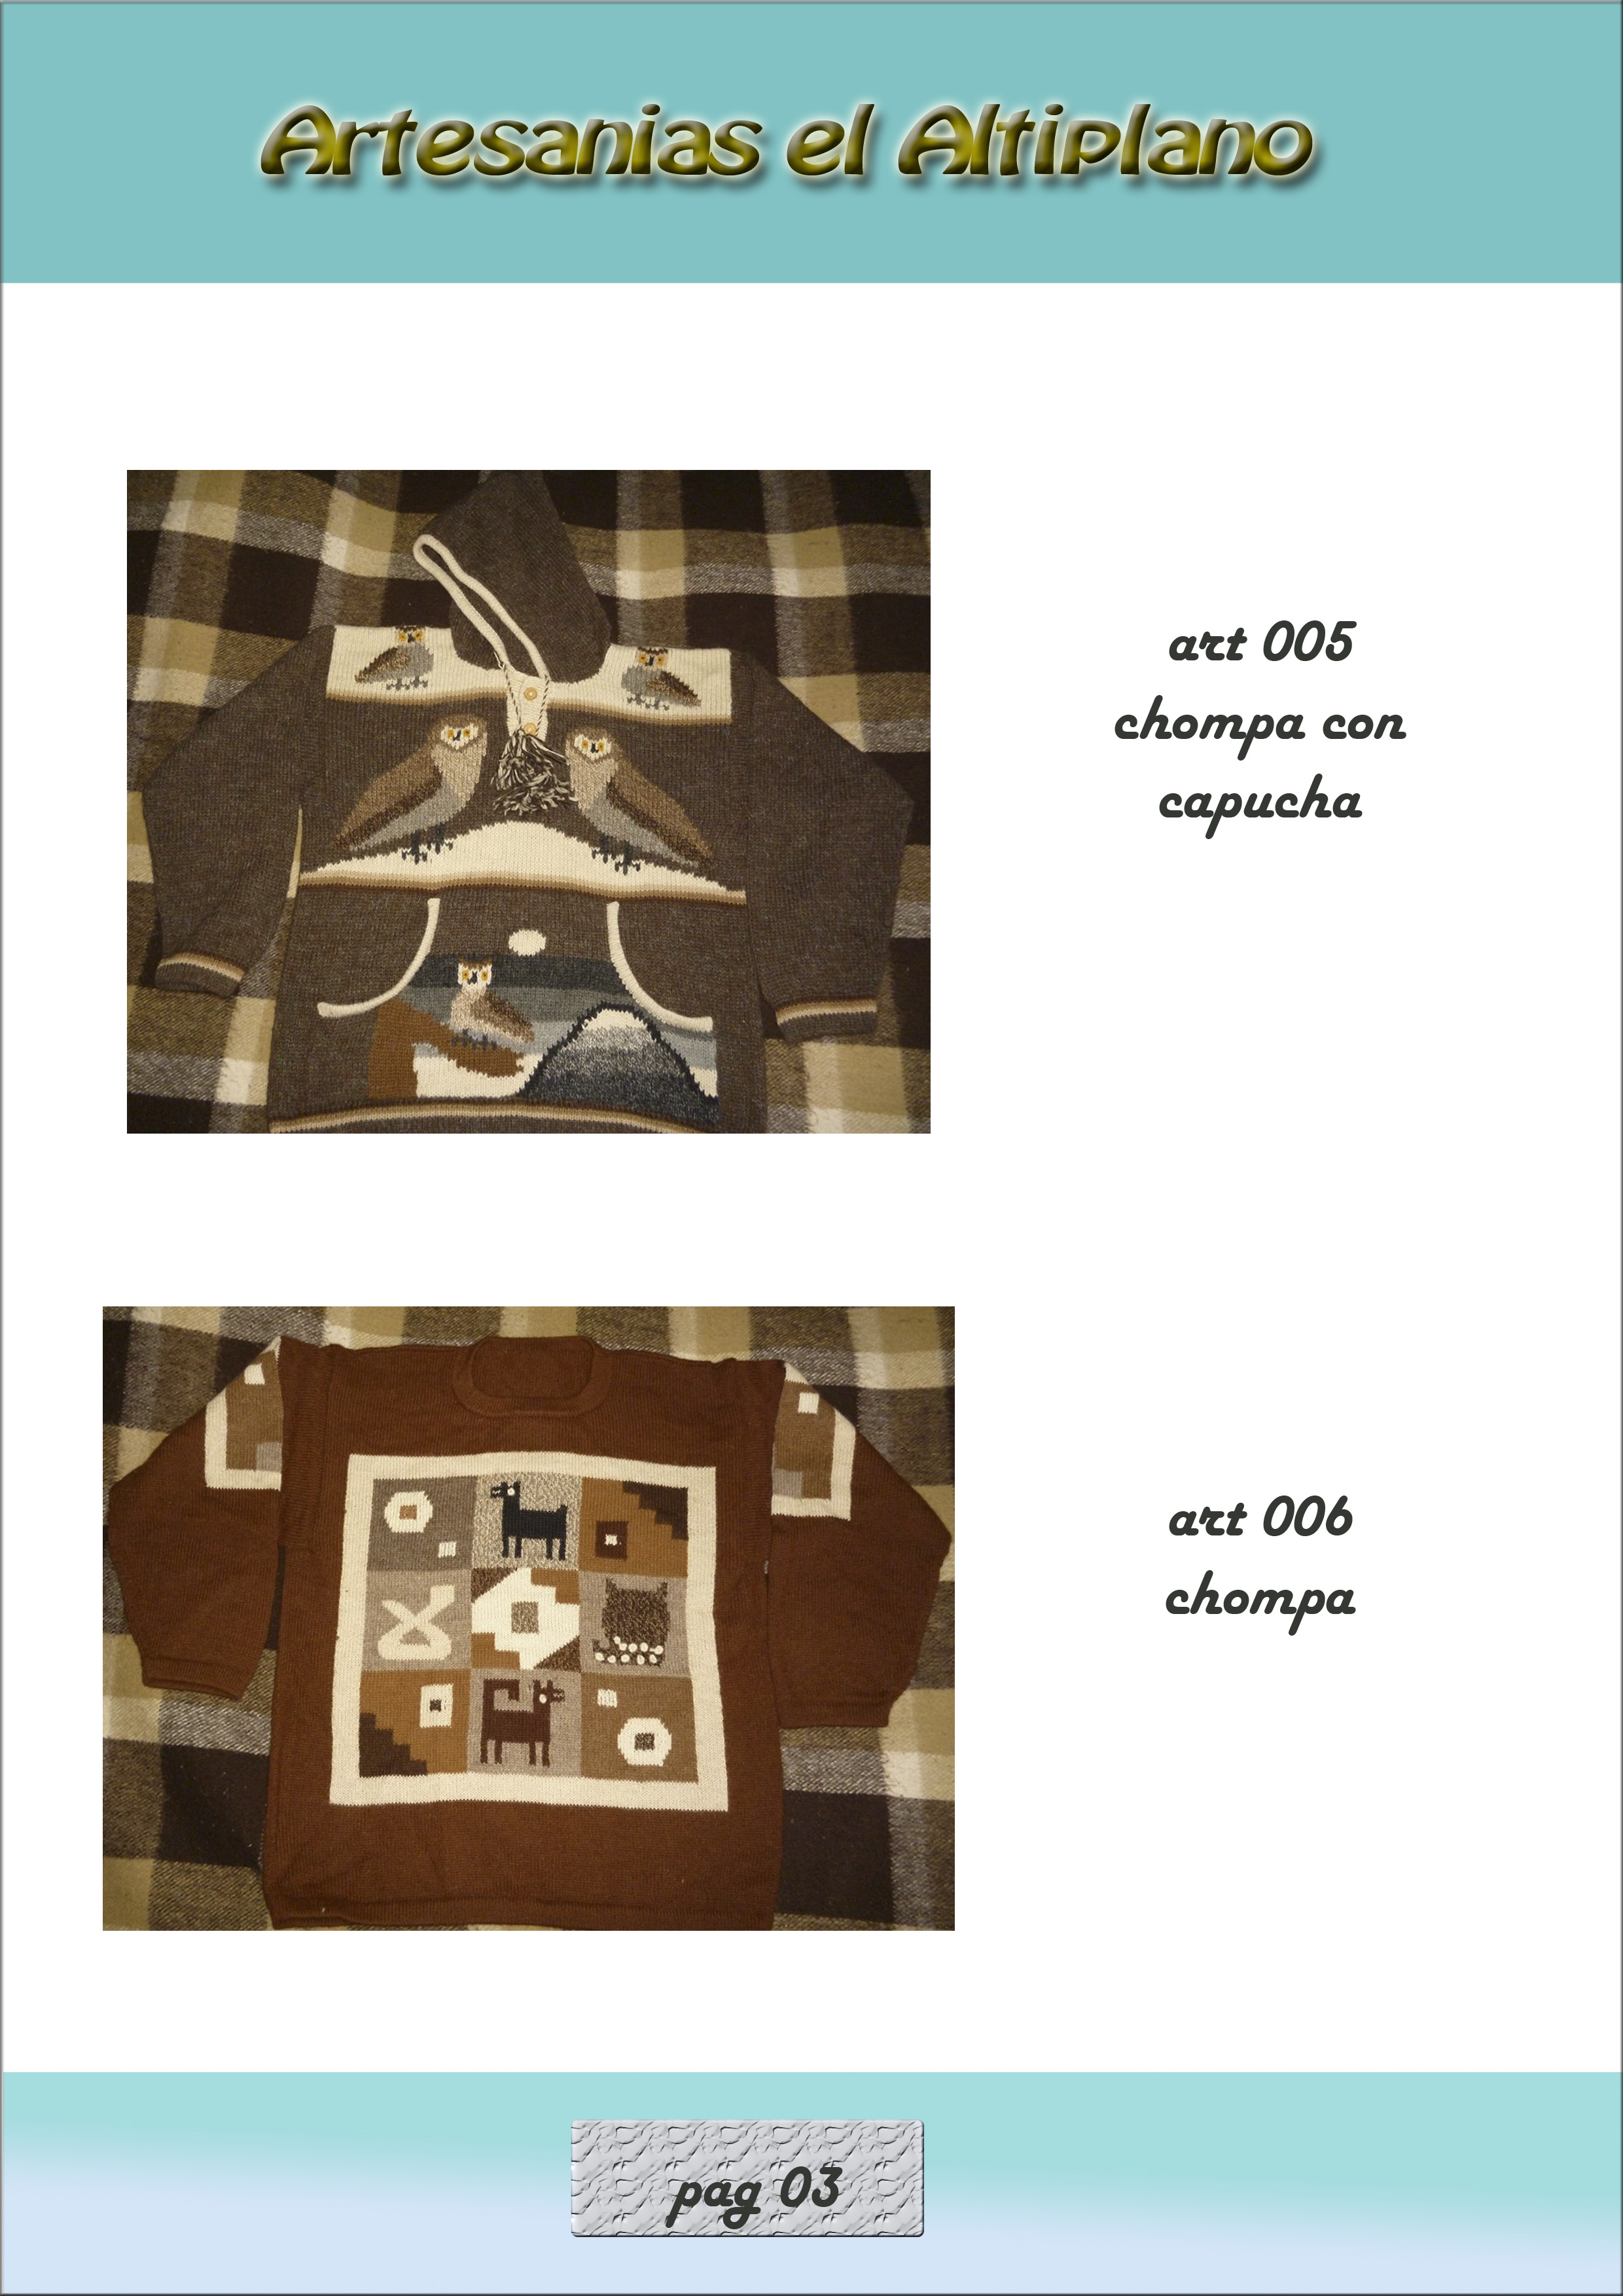 Artesanias el Altiplano
art 005
chompa con
capucha
art 006
chompa
pag 03